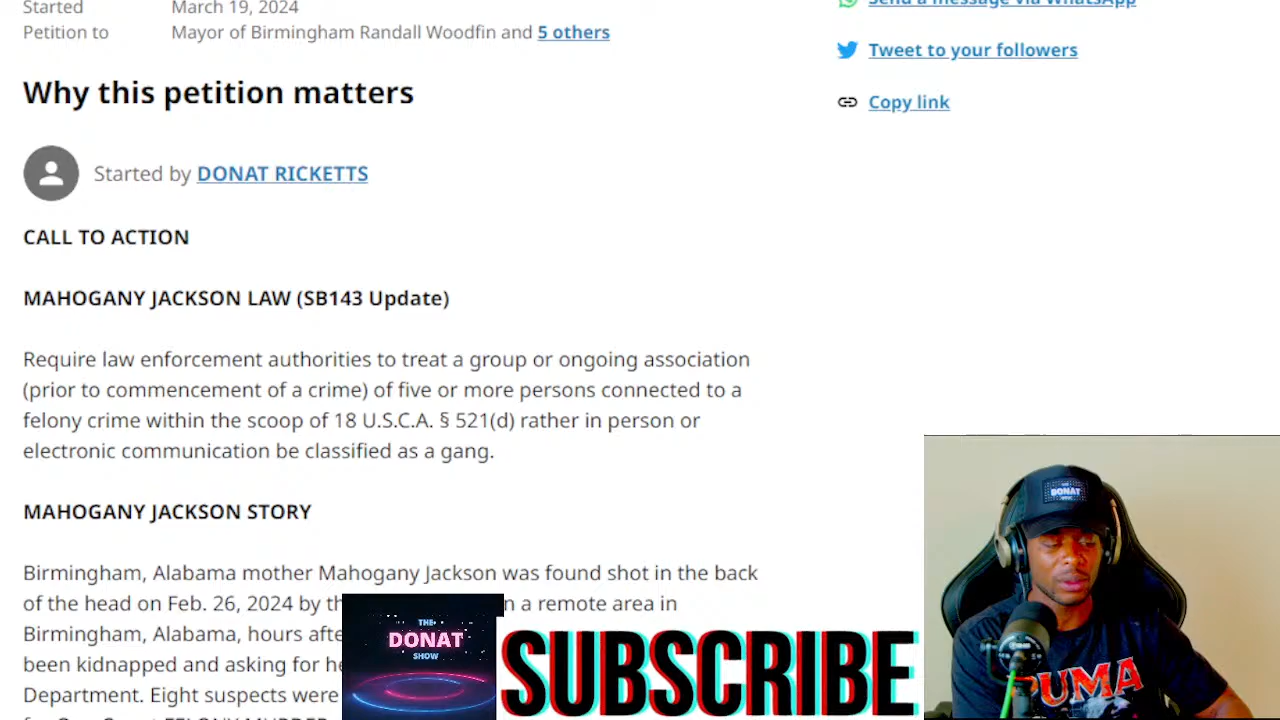 Started March 19, 2024
Send a message via WhatsApp
Petition to Mayor of Birmingham Randall Woodfin and 5 others
Tweet to your followers
Copy link
Why this petition matters
Started by DONAT RICKETTS
CALL TO ACTION
MAHOGANY JACKSON LAW (SB143 Update)
Require law enforcement authorities to treat a group or ongoing association
(prior to commencement of a crime) of five or more persons connected to a
felony crime within the scoop of 18 U.S.C.A. § 521(d) rather in person or
electronic communication be classified as a gang.
MAHOGANY JACKSON STORY
Birmingham, Alabama mother Mahogany Jackson was found shot in the back
of the head on Feb. 26, 2024 by th n a remote area in
Birmingham, Alabama, hours afte
been kidnapped and asking for he
Department. Eight suspects were
THE
DONAT
SHOW
SUBSCRIBE
DONAT
PUMA